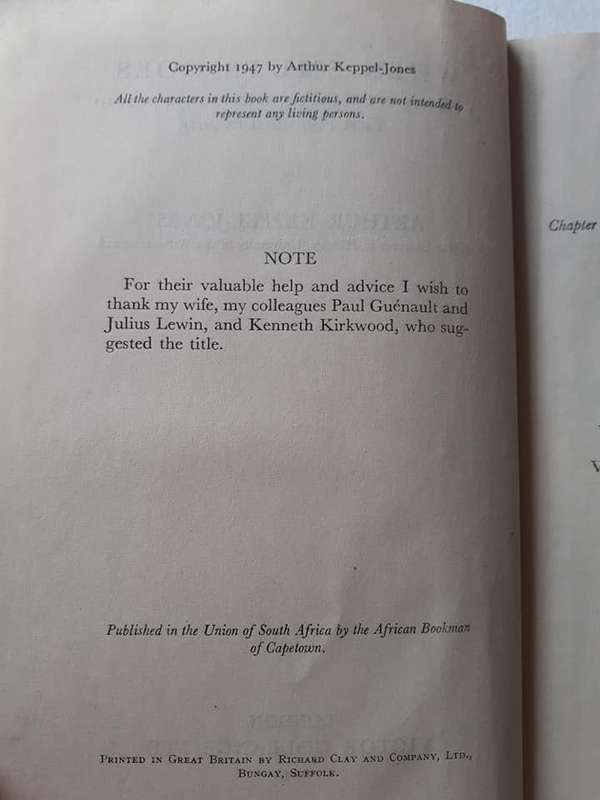 Copyright 1947 by Arthur Keppel-Jones
All the characters in this book are fictitious, and are not intended to
represent any living persons.
NOTE
For their valuable help and advice I wish to
thank my wife, my colleagues Paul Guénault and
Julius Lewin, and Kenneth Kirkwood, who sug-
gested the title.
Published in the Union of South Africa by the African Bookman
of Capetown.
PRINTED IN GREAT BRITAIN BY RICHARD CLAY AND COMPANY, LTD.,
BUNGAY, SUFFOLK.
Chapter